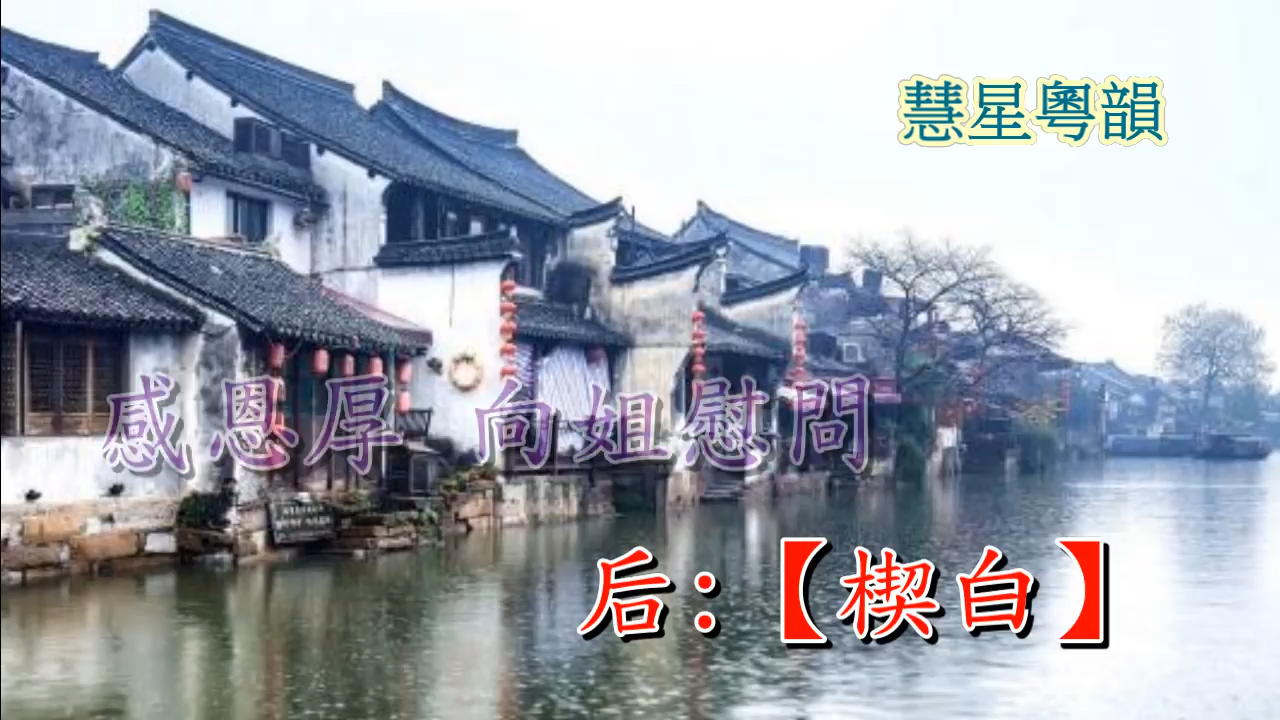 慧星粵韻
感恩厚 向姐慰問
后：【楔白】